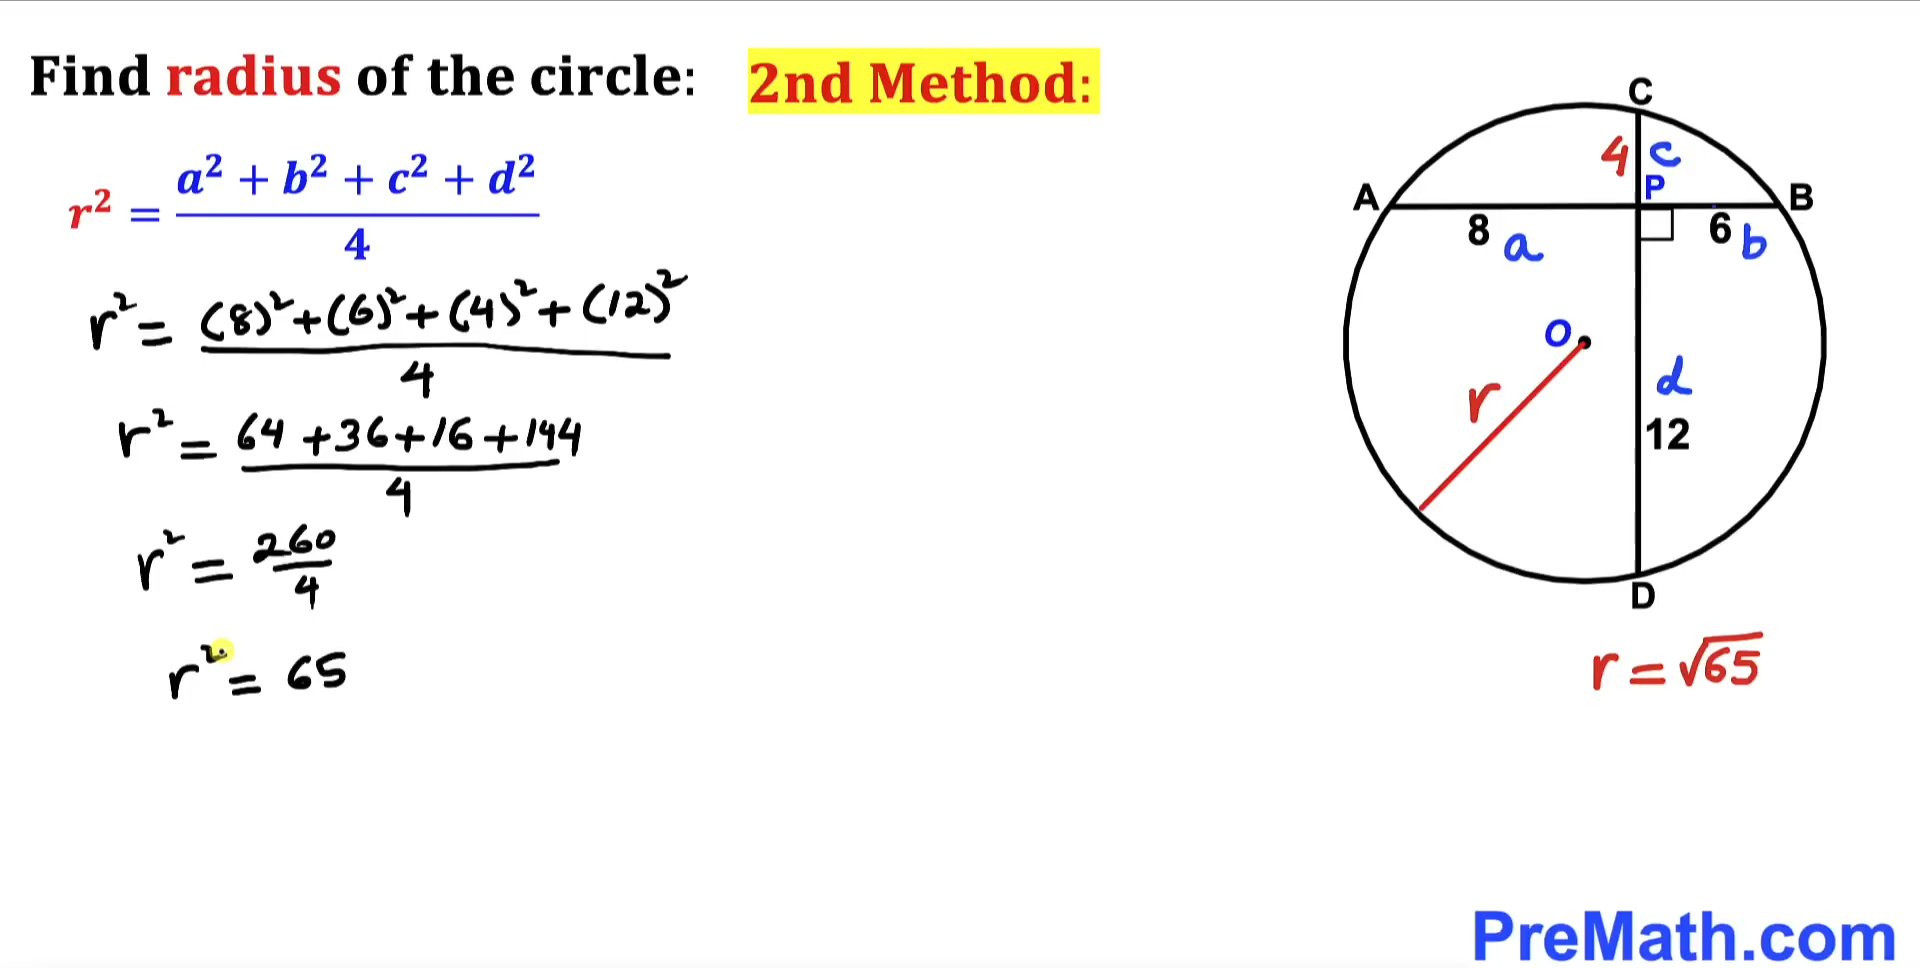 Find radius of the circle: 2nd Method:
r² = a² + b² + c² + d² / 4
r² = (8)² + (6)² + (4)² + (12)² / 4
r² = 64 + 36 + 16 + 144 / 4
r² = 260 / 4
r² = 65
C
4 c
P
A B
8 a 6 b
O
r d
12
D
r = √65
PreMath.com